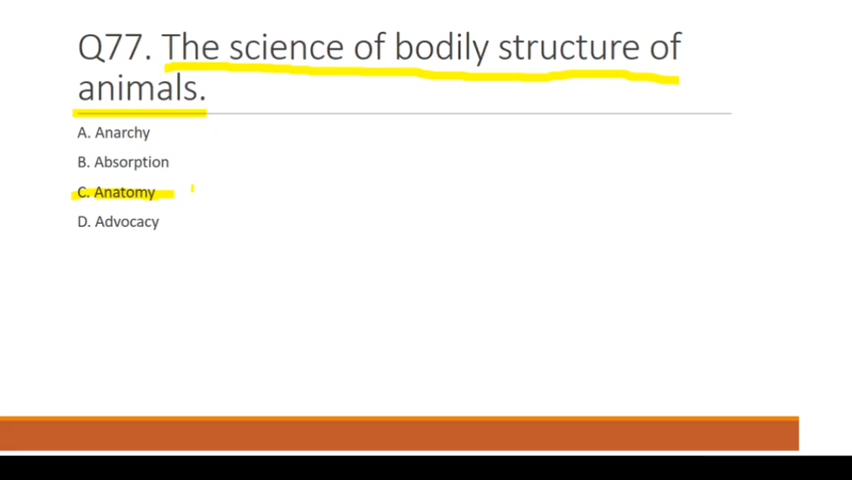 Q77. The science of bodily structure of
animals.
A. Anarchy
B. Absorption
C. Anatomy
D. Advocacy